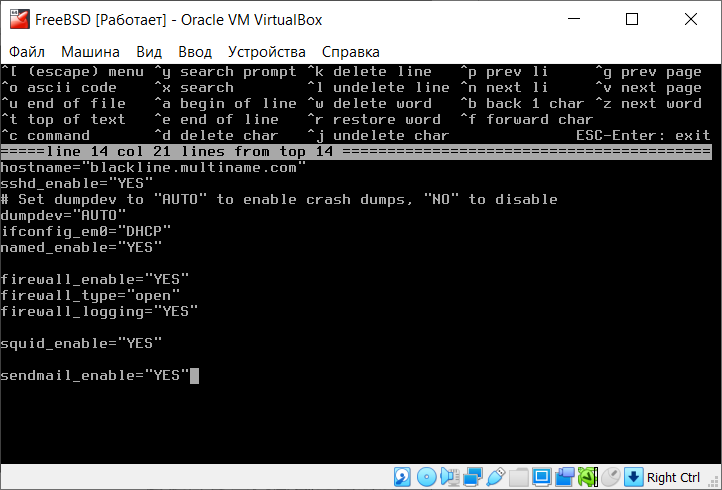 FreeBSD [Работает] - Oracle VM VirtualBox
Файл Машина Вид Ввод Устройства Справка
^[ (escape) menu ^y search prompt ^k delete line ^p prev li ^g prev page
^o ascii code ^x search ^l undelete line ^n next li ^v next page
^u end of file ^a begin of line ^w delete word ^b back 1 char ^z next word
^t top of text ^e end of line ^r restore word ^f forward char
^c command ^d delete char ^j undelete char ESC-Enter: exit
=====line 14 col 21 lines from top 14 =========================================
hostname="blackline.multiname.com"
sshd_enable="YES"
# Set dumpdev to "AUTO" to enable crash dumps, "NO" to disable
dumpdev="AUTO"
ifconfig_em0="DHCP"
named_enable="YES"
firewall_enable="YES"
firewall_type="open"
firewall_logging="YES"
squid_enable="YES"
sendmail_enable="YES"
Right Ctrl